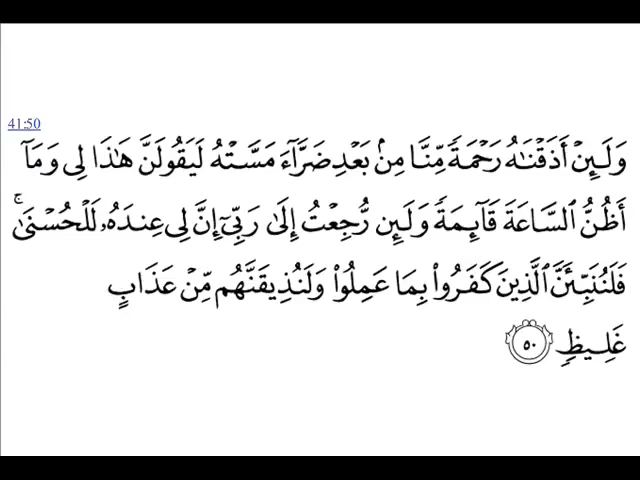 41:50
وَلَئِنۡ أَذَقۡنَٰهُ رَحۡمَةٗ مِّنَّا مِنۢ بَعۡدِ ضَرَّآءَ مَسَّتۡهُ لَيَقُولَنَّ هَٰذَا لِي وَمَآ
أَظُنُّ ٱلسَّاعَةَ قَآئِمَةٗ وَلَئِن رُّجِعۡتُ إِلَىٰ رَبِّيٓ إِنَّ لِي عِندَهُۥ لَلۡحُسۡنَىٰۚ
فَلَنُنَبِّئَنَّ ٱلَّذِينَ كَفَرُواْ بِمَا عَمِلُواْ وَلَنُذِيقَنَّهُم مِّنۡ عَذَابٍ
غَلِيظٖ ٥٠